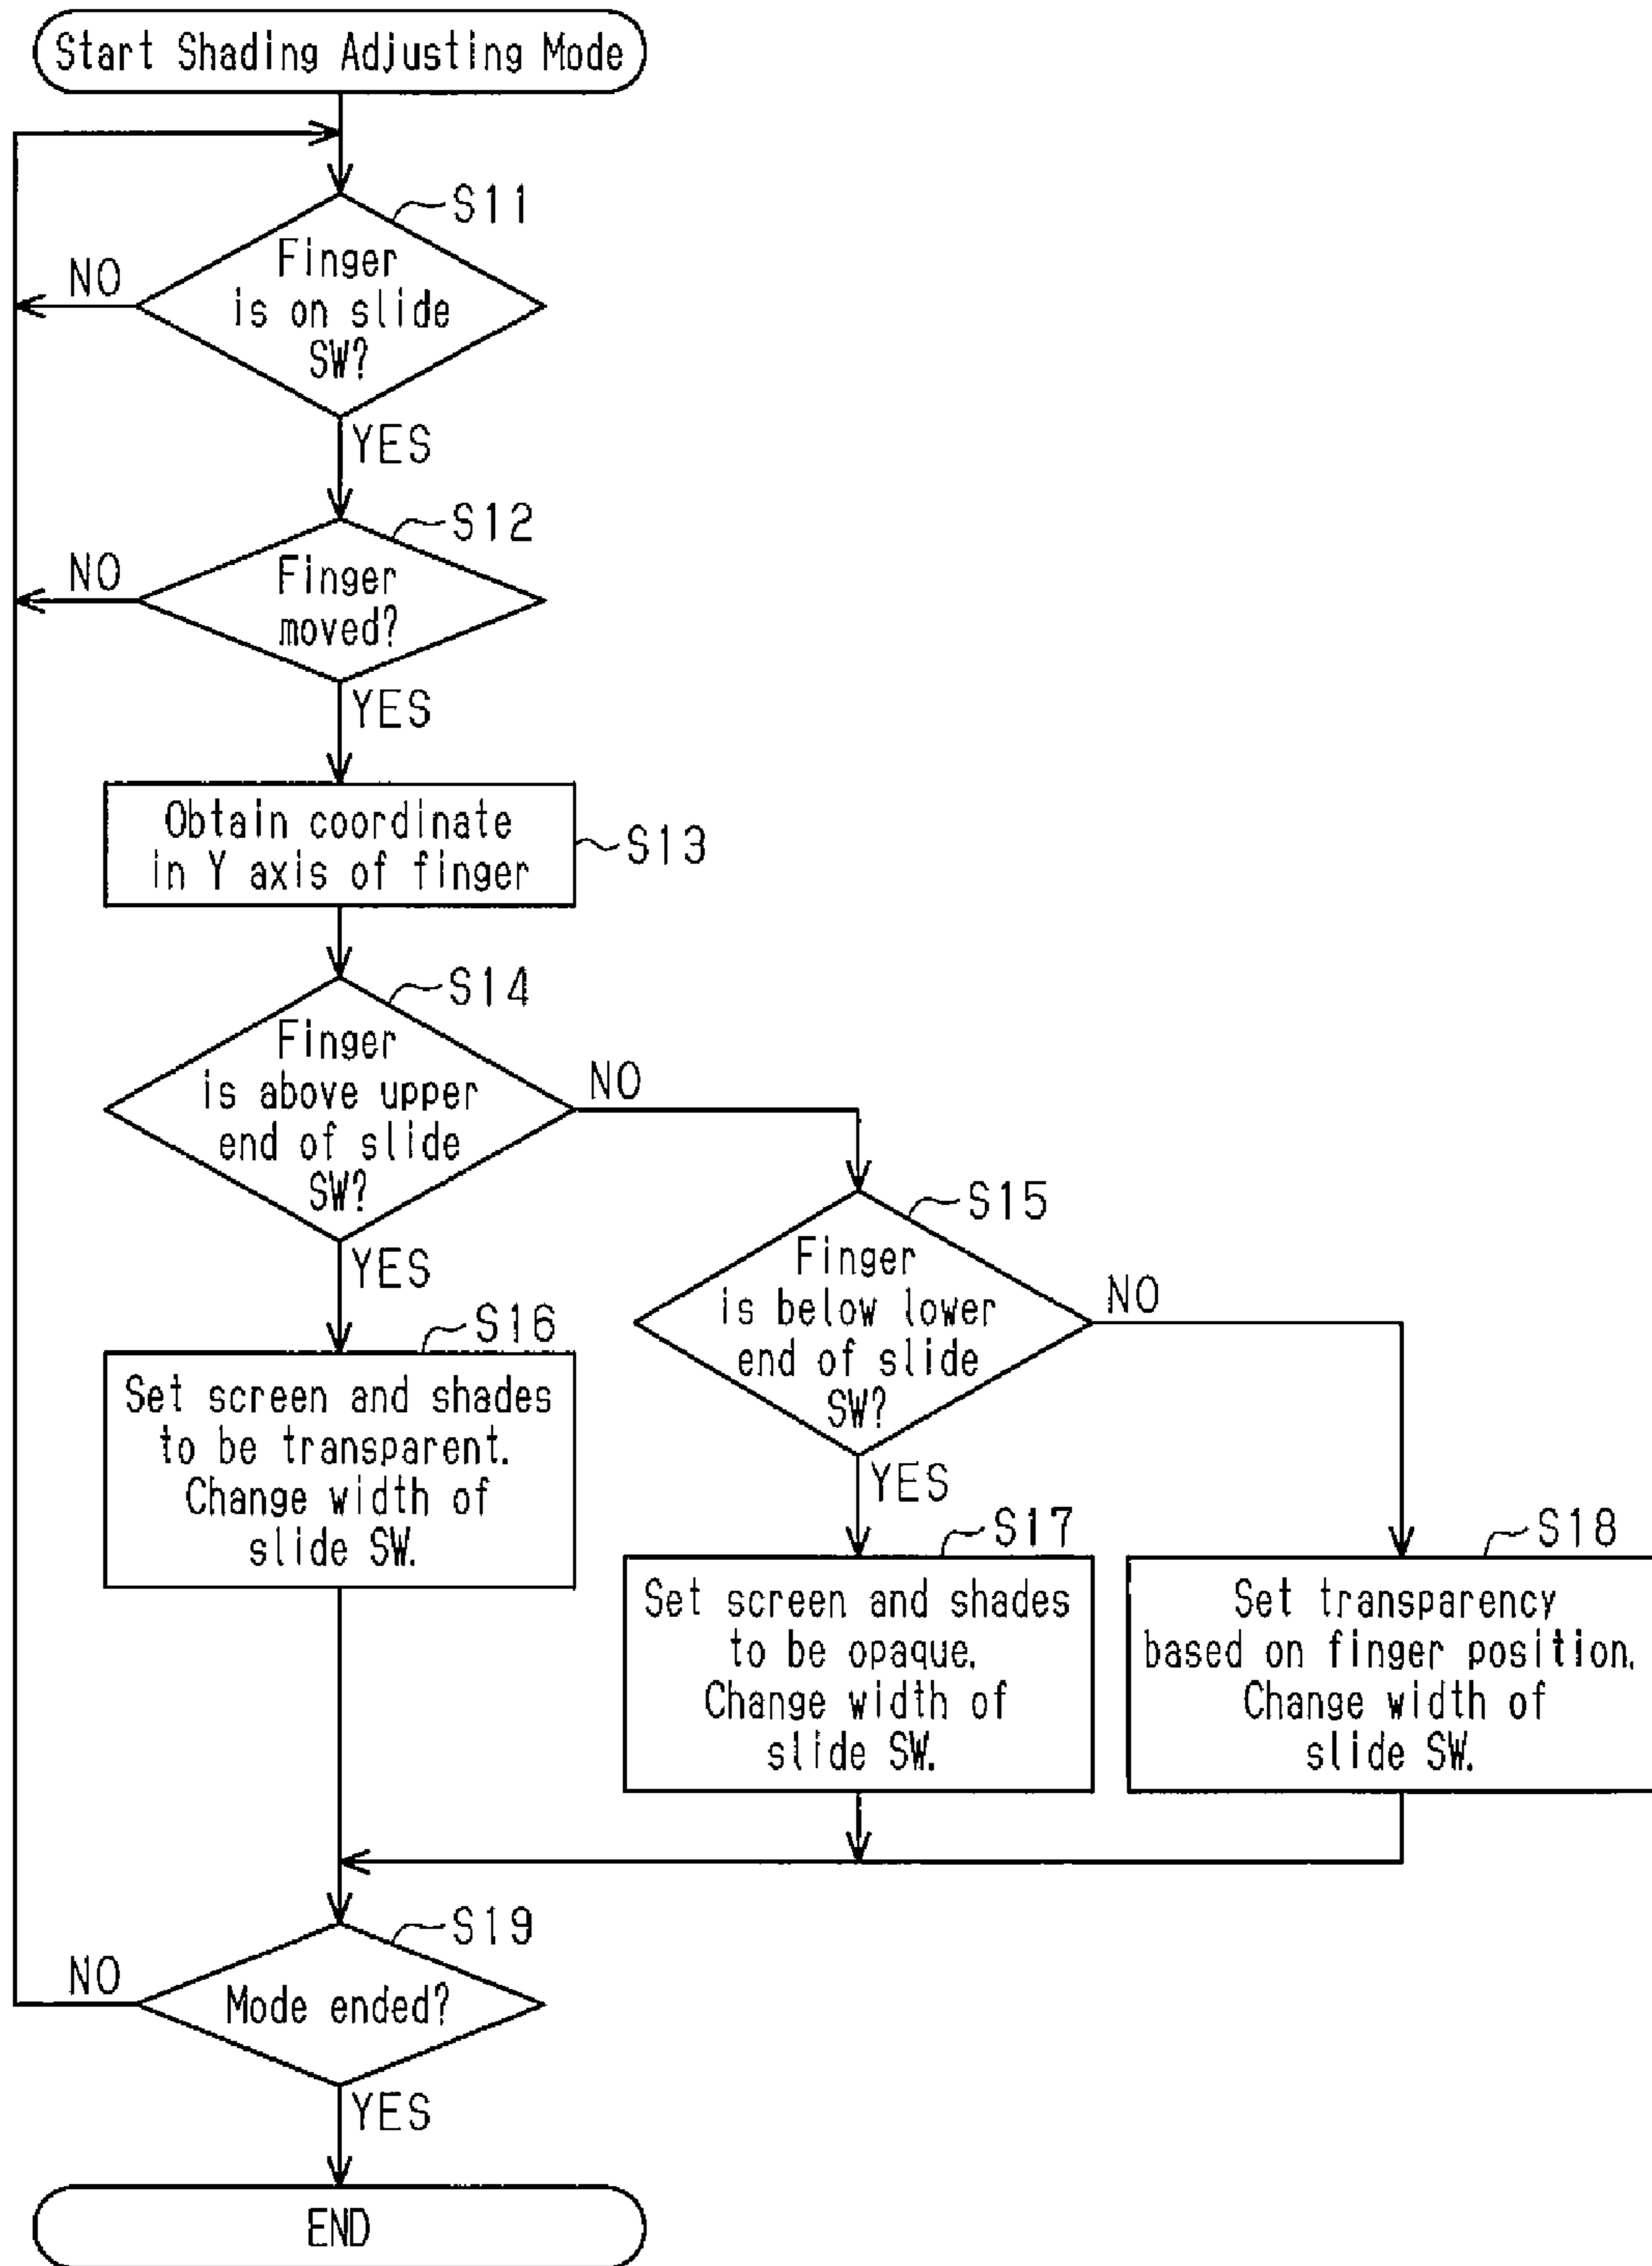 Start Shading Adjusting Mode
S11
NO
Finger
is on slide
SW?
YES
S12
NO
Finger
moved?
YES
Obtain coordinate
in Y axis of finger
S13
S14
Finger
is above upper
end of slide
SW?
NO
YES
S15
Finger
is below lower
end of slide
SW?
NO
YES
S16
Set screen and shades
to be transparent.
Change width of
slide SW.
S17
Set screen and shades
to be opaque.
Change width of
slide SW.
S18
Set transparency
based on finger position.
Change width of
slide SW.
S19
NO
Mode ended?
YES
END